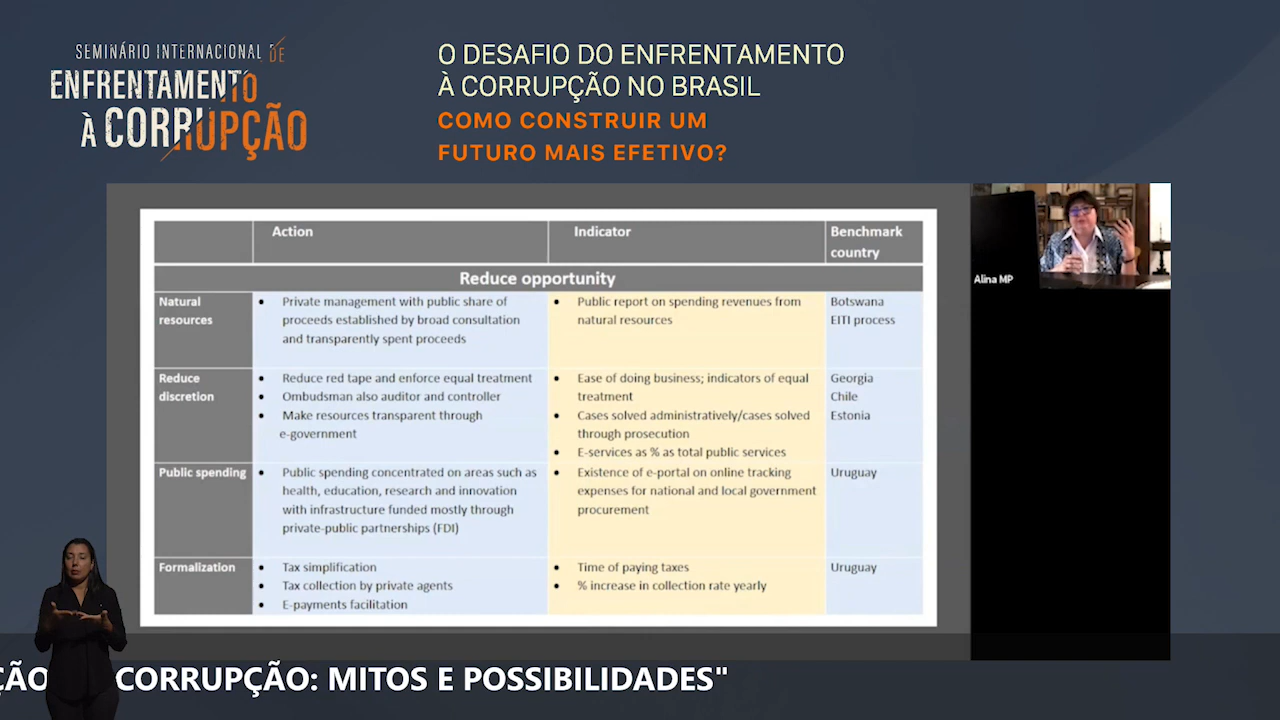 SEMINÁRIO INTERNACIONAL DE
ENFRENTAMENTO
À CORRUPÇÃO
O DESAFIO DO ENFRENTAMENTO
À CORRUPÇÃO NO BRASIL
COMO CONSTRUIR UM
FUTURO MAIS EFETIVO?
Action Indicator Benchmark
country
Reduce opportunity
Natural
resources
• Private management with public share of
proceeds established by broad consultation
and transparently spent proceeds
• Public report on spending revenues from
natural resources
Botswana
EITI process
Reduce
discretion
• Reduce red tape and enforce equal treatment
• Ombudsman also auditor and controller
• Make resources transparent through
e-government
• Ease of doing business; indicators of equal
treatment
• Cases solved administratively/cases solved
through prosecution
• E-services as % as total public services
Georgia
Chile
Estonia
Public spending
• Public spending concentrated on areas such as
health, education, research and innovation
with infrastructure funded mostly through
private-public partnerships (FDI)
• Existence of e-portal on online tracking
expenses for national and local government
procurement
Uruguay
Formalization
• Tax simplification
• Tax collection by private agents
• E-payments facilitation
• Time of paying taxes
• % increase in collection rate yearly
Uruguay
Alina MP
ÇÃO CORRUPÇÃO: MITOS E POSSIBILIDADES"